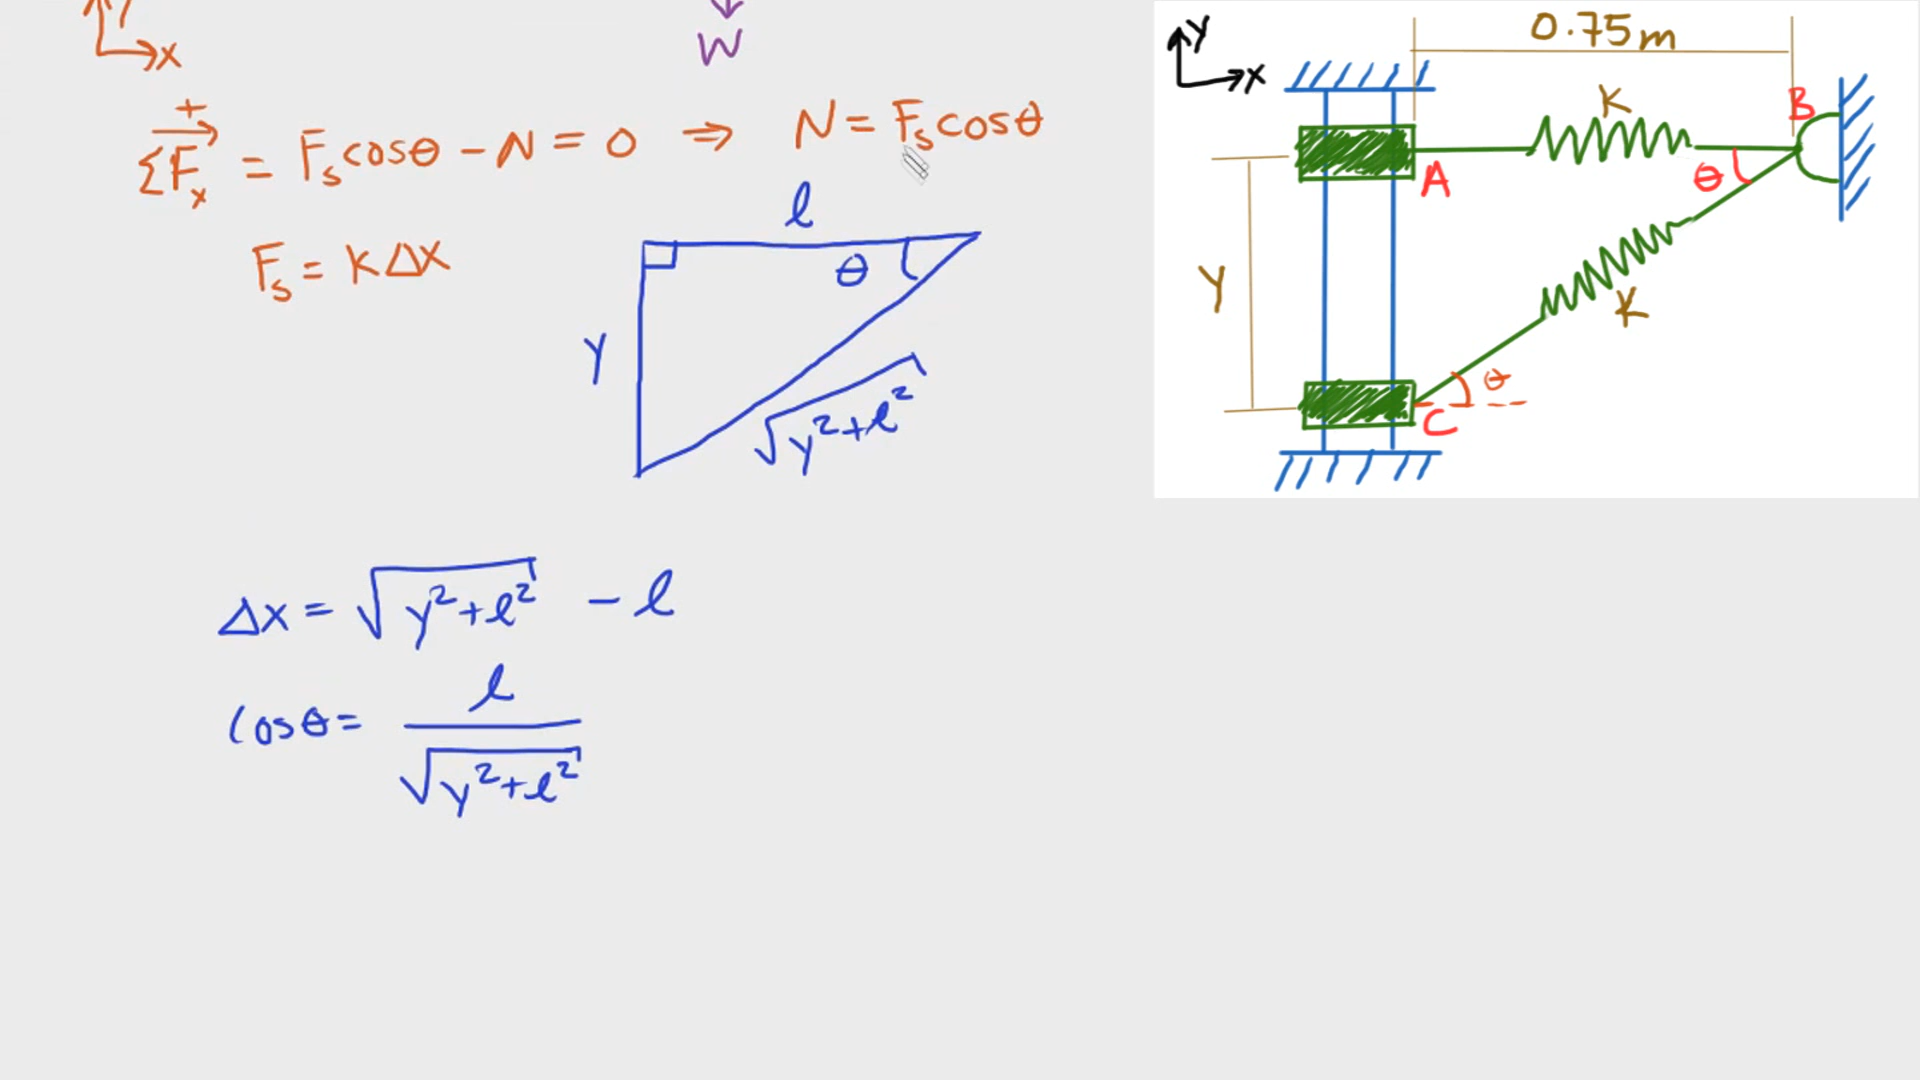 y
x
W
ΣFx = Fs cosθ - N = 0 ⇒ N = Fs cosθ
+
Fs = KΔx
l
θ
y
√(y²+l²)
Δx = √(y²+l²) - l
cosθ = l / √(y²+l²)
y
x
0.75m
K
B
A
θ
y
K
θ
C